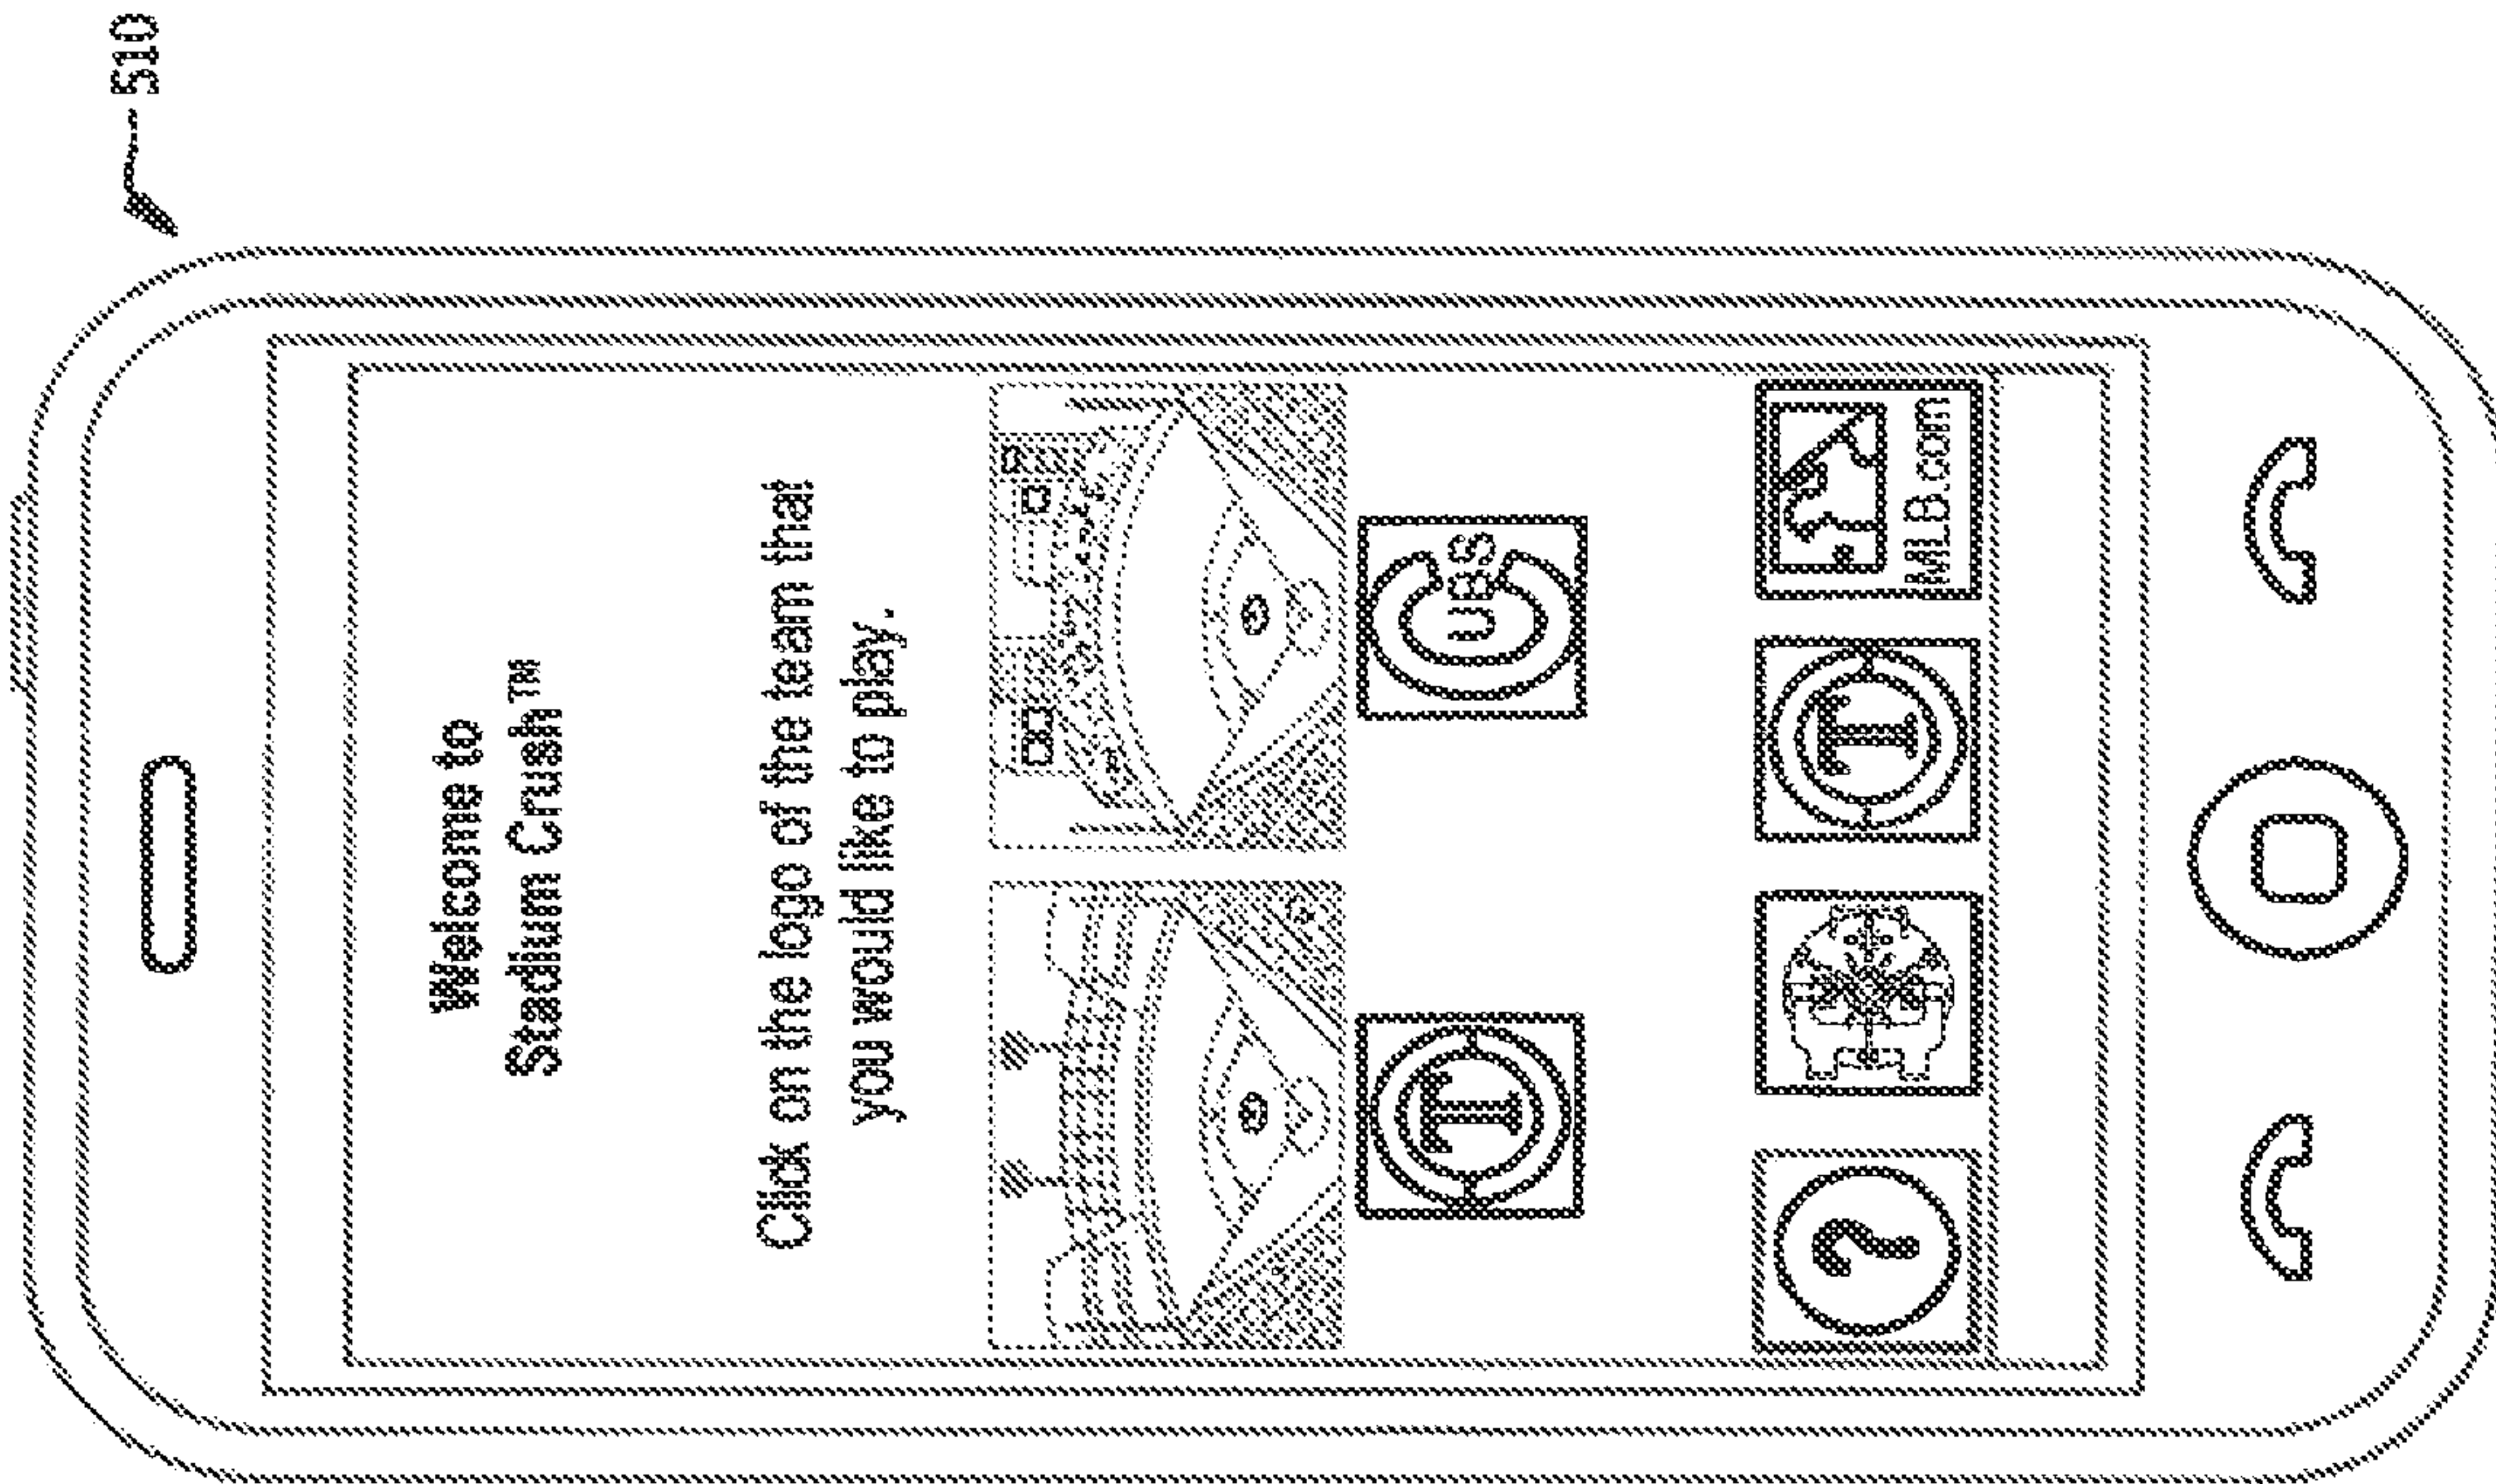 510
Welcome to
Stadium Crush™
Click on the logo of the team that
you would like to play.
T
UBS
?
T
MLB.com